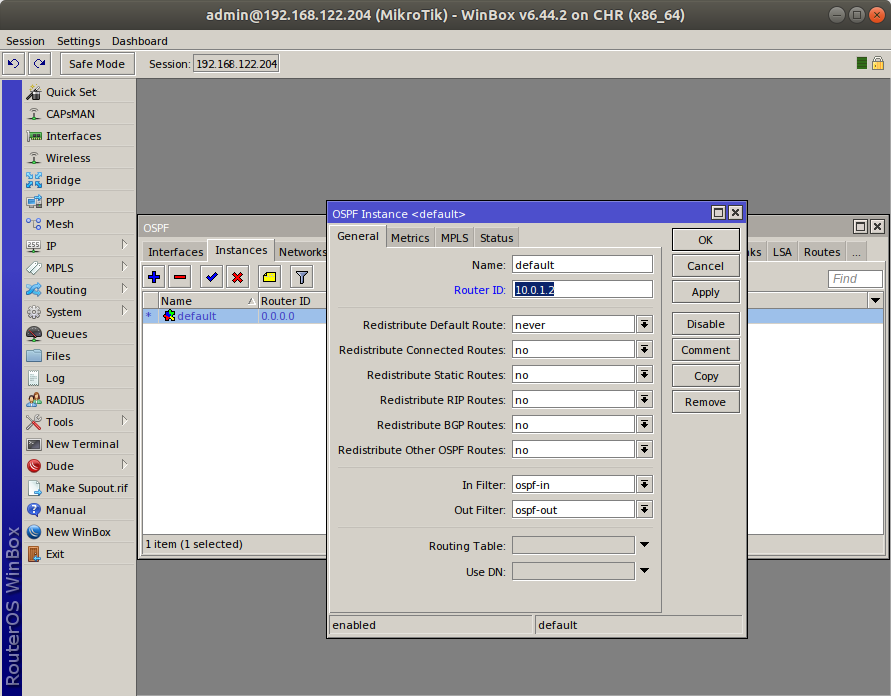 admin@192.168.122.204 (MikroTik) - WinBox v6.44.2 on CHR (x86_64)
Session Settings Dashboard
Safe Mode Session: 192.168.122.204
Quick Set
CAPsMAN
Interfaces
Wireless
Bridge
PPP
Mesh
IP
MPLS
Routing
System
Queues
Files
Log
RADIUS
Tools
New Terminal
Dude
Make Supout.rif
Manual
New WinBox
Exit
RouterOS WinBox
OSPF
Interfaces Instances Networks
LSA Routes ...
Find
Name Router ID
* default 0.0.0.0
1 item (1 selected)
OSPF Instance <default>
General Metrics MPLS Status
Name: default
Router ID: 10.0.1.2
Redistribute Default Route: never
Redistribute Connected Routes: no
Redistribute Static Routes: no
Redistribute RIP Routes: no
Redistribute BGP Routes: no
Redistribute Other OSPF Routes: no
In Filter: ospf-in
Out Filter: ospf-out
Routing Table:
Use DN:
OK
Cancel
Apply
Disable
Comment
Copy
Remove
enabled default